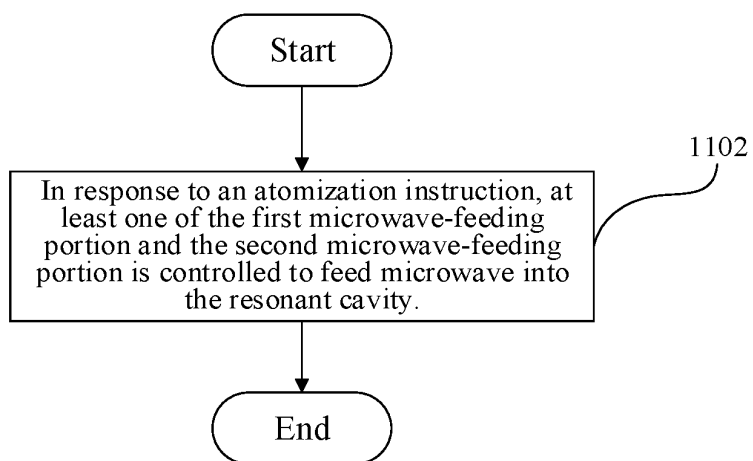 Start
1102
In response to an atomization instruction, at
least one of the first microwave-feeding
portion and the second microwave-feeding
portion is controlled to feed microwave into
the resonant cavity.
End